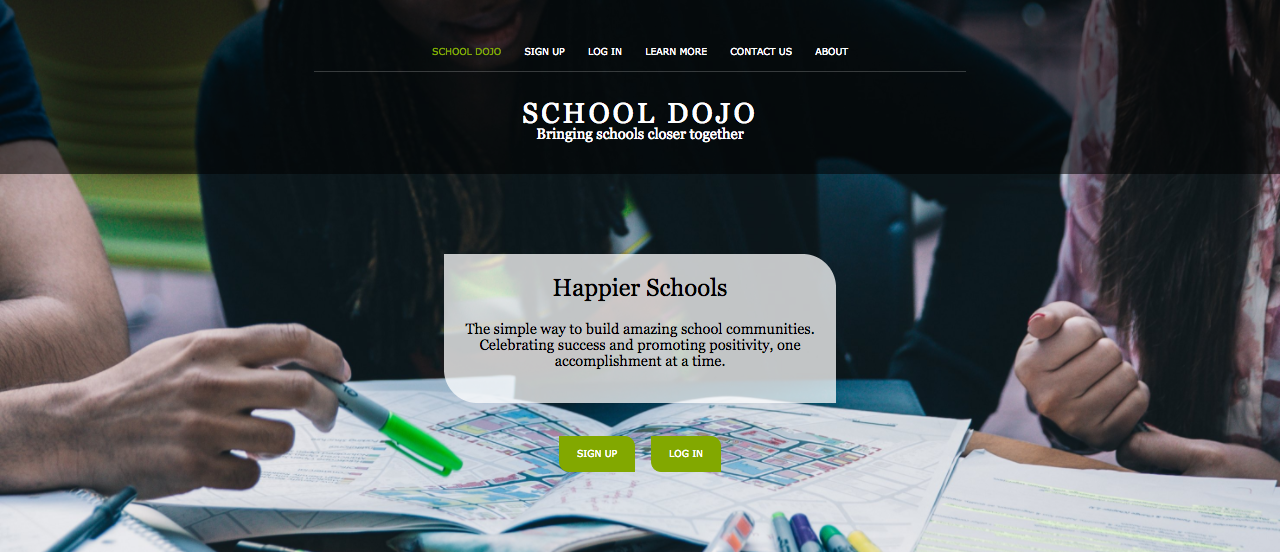 SCHOOL DOJO SIGN UP LOG IN LEARN MORE CONTACT US ABOUT
SCHOOL DOJO
Bringing schools closer together
Happier Schools
The simple way to build amazing school communities.
Celebrating success and promoting positivity, one
accomplishment at a time.
SIGN UP LOG IN